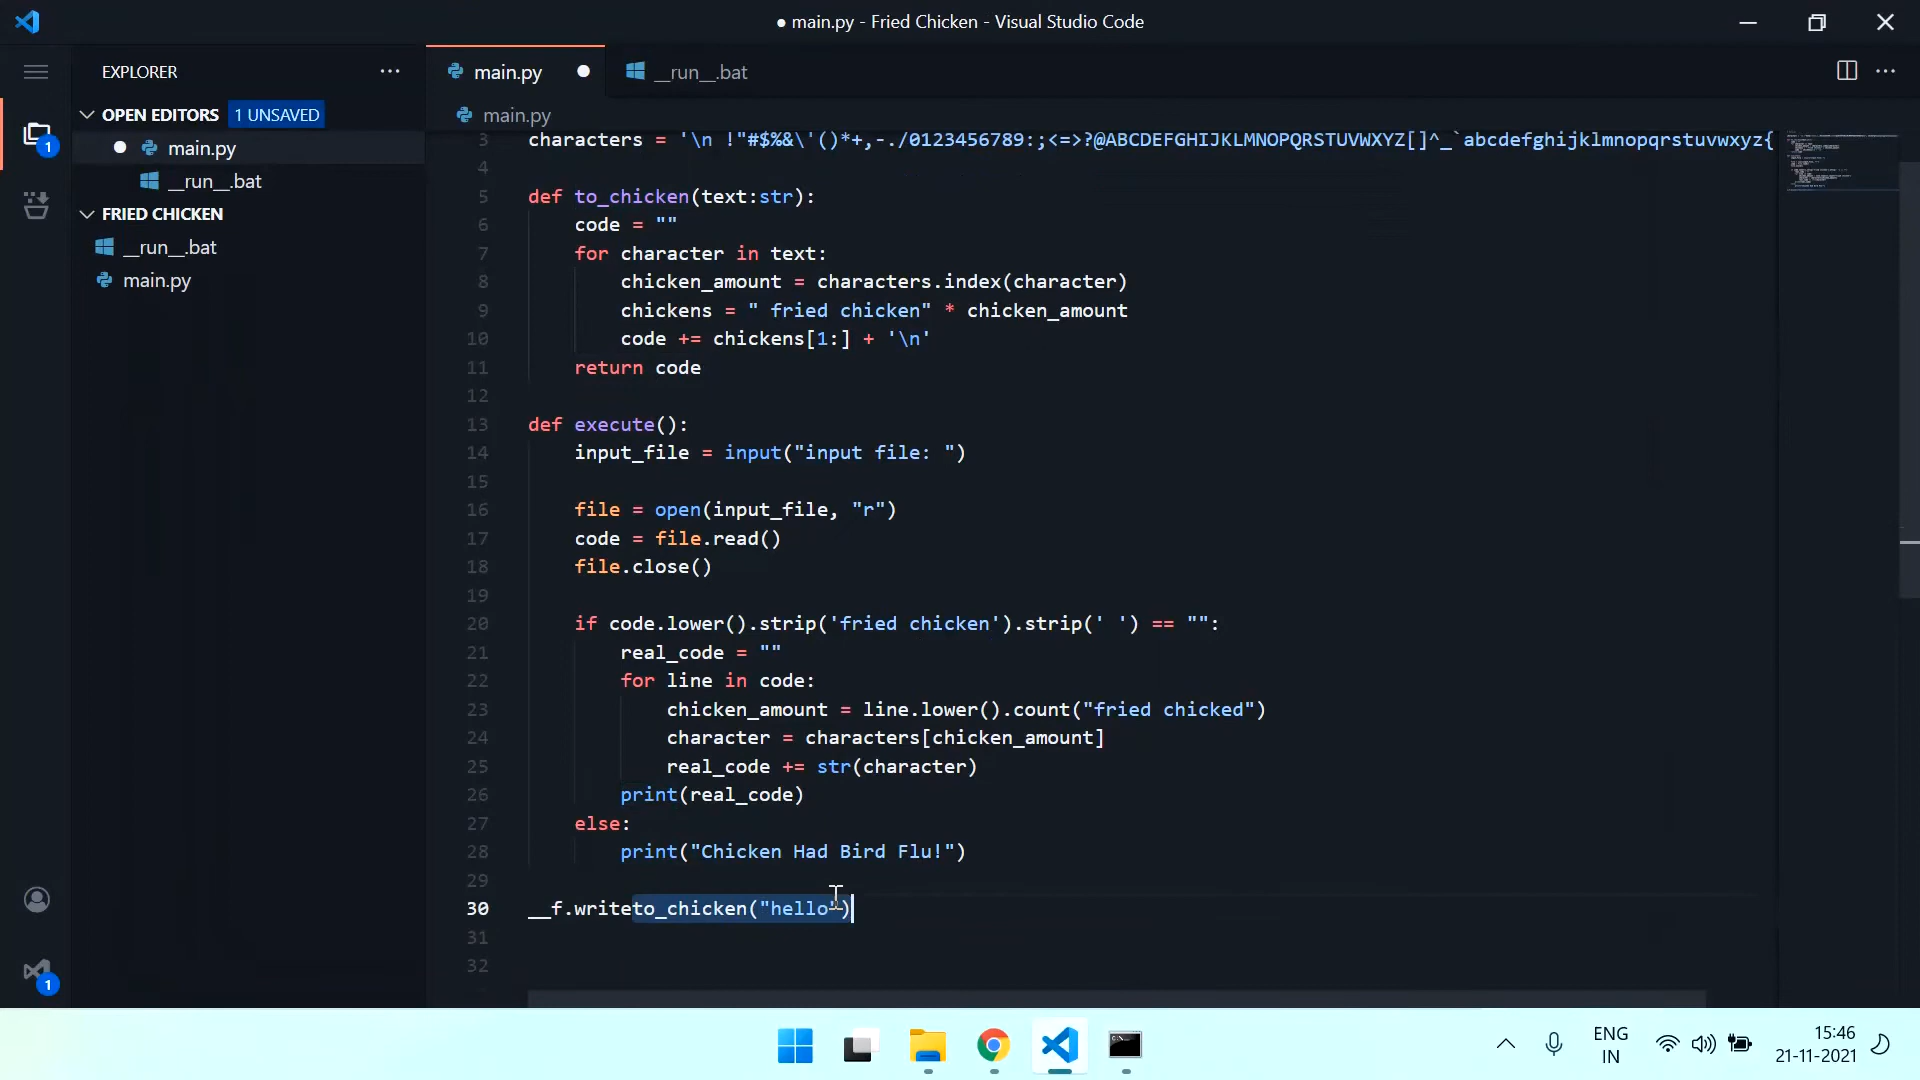 main.py - Fried Chicken - Visual Studio Code
EXPLORER
OPEN EDITORS 1 UNSAVED
main.py
__run__.bat
FRIED CHICKEN
__run__.bat
main.py
main.py
__run__.bat
main.py
3 characters = '\n !"#$%&\'()*+,-./0123456789:;<=>?@ABCDEFGHIJKLMNOPQRSTUVWXYZ[]^_`abcdefghijklmnopqrstuvwxyz{
4
5 def to_chicken(text:str):
6     code = ""
7     for character in text:
8         chicken_amount = characters.index(character)
9         chickens = " fried chicken" * chicken_amount
10         code += chickens[1:] + '\n'
11     return code
12
13 def execute():
14     input_file = input("input file: ")
15
16     file = open(input_file, "r")
17     code = file.read()
18     file.close()
19
20     if code.lower().strip('fried chicken').strip(' ') == "":
21         real_code = ""
22         for line in code:
23             chicken_amount = line.lower().count("fried chicked")
24             character = characters[chicken_amount]
25             real_code += str(character)
26         print(real_code)
27     else:
28         print("Chicken Had Bird Flu!")
29
30 __f.writeto_chicken("hello")
31
32
1
1
ENG
IN
15:46
21-11-2021